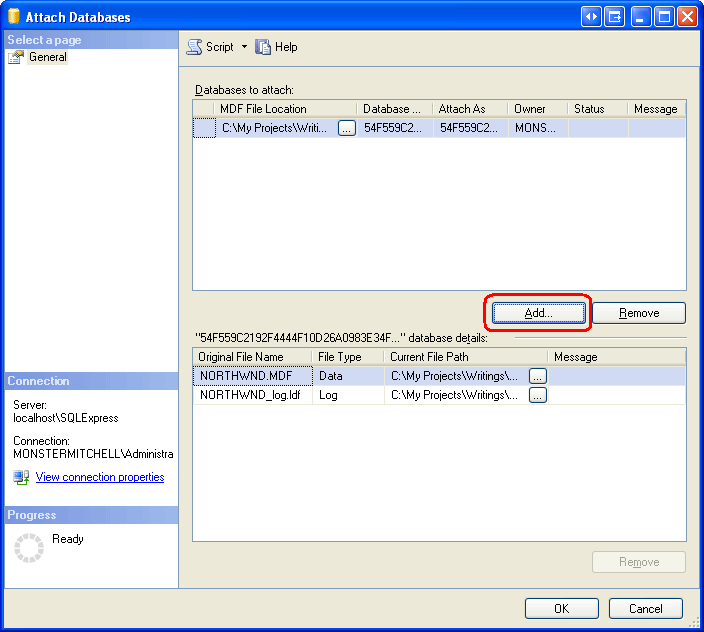 Attach Databases
Select a page
General
Script Help
Databases to attach:
MDF File Location Database ... Attach As Owner Status Message
C:\My Projects\Writi... ... 54F559C2... 54F559C2... MONS...
Add... Remove
"54F559C2192F4444F10D26A0983E34F..." database details:
Original File Name File Type Current File Path Message
NORTHWND.MDF Data C:\My Projects\Writings\... ...
NORTHWND_log.ldf Log C:\My Projects\Writings\... ...
Remove
Connection
Server:
localhost\SQLExpress
Connection:
MONSTERMITCHELL\Administra
View connection properties
Progress
Ready
OK Cancel